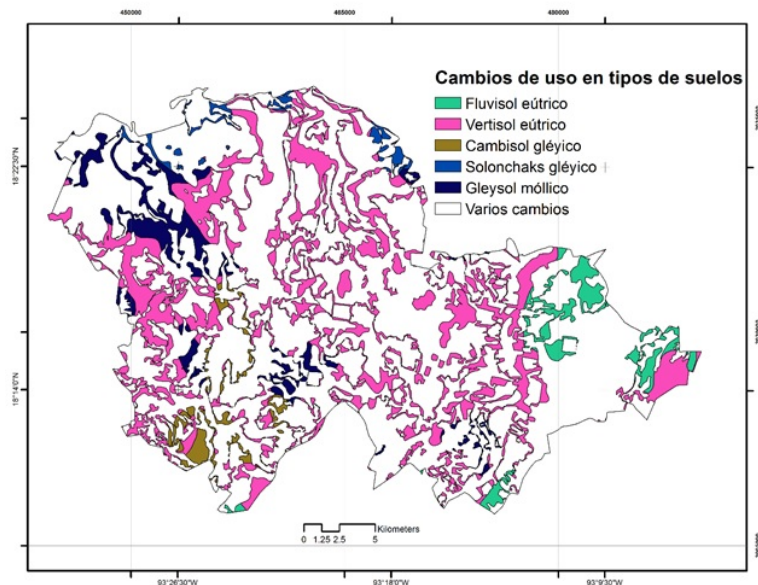 450000 465000 480000
Cambios de uso en tipos de suelos
Fluvisol eútrico
Vertisol eútrico
Cambisol gléyico
Solonchaks gléyico
Gleysol móllico
Varios cambios
18°22'30"N
18°14'0"N
Kilometers
0 1.25 2.5 5
93°26'30"W 93°18'0"W 93°9'30"W